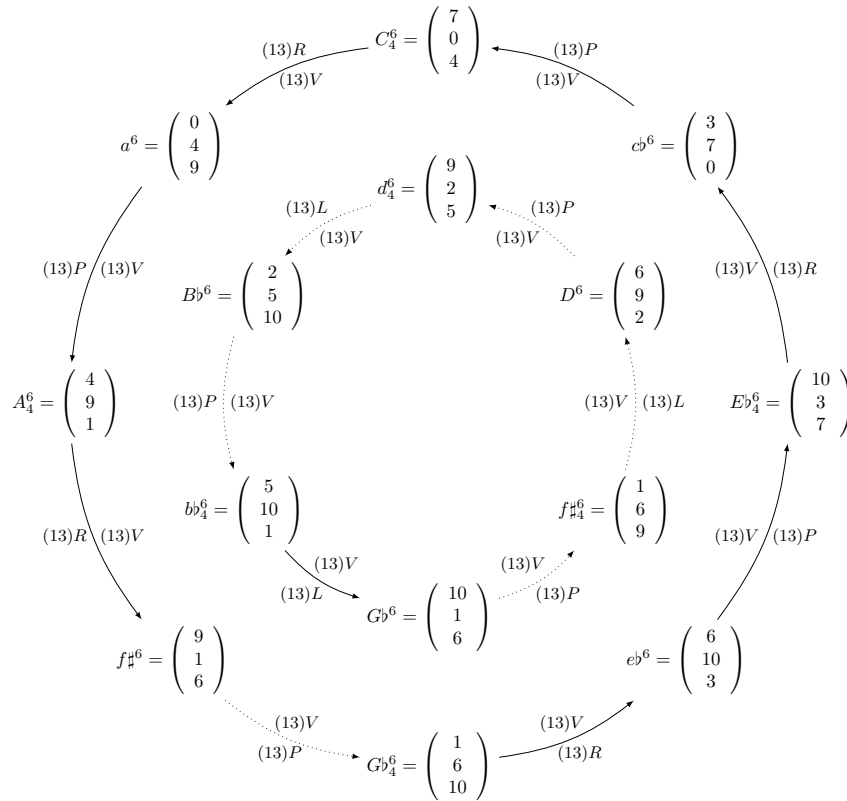 (13)R
C♮^6_4 = (7 0 4)
(13)P
(13)V
(13)V
a^6 = (0 4 9)
c♭^6 = (3 7 0)
d^6_4 = (9 2 5)
(13)L
(13)P
(13)V
(13)V
(13)P
(13)V
(13)V
(13)R
B♭^6 = (2 5 10)
D^6 = (6 9 2)
A^6_4 = (4 9 1)
(13)P
(13)V
(13)V
(13)L
E♭^6_4 = (10 3 7)
(13)R
(13)V
b♭^6_4 = (5 10 1)
f♯^6_4 = (1 6 9)
(13)V
(13)P
(13)V
(13)V
(13)L
G♭^6 = (10 1 6)
(13)P
f♯^6 = (9 1 6)
e♭^6 = (6 10 3)
(13)V
(13)V
(13)P
G♭^6_4 = (1 6 10)
(13)R